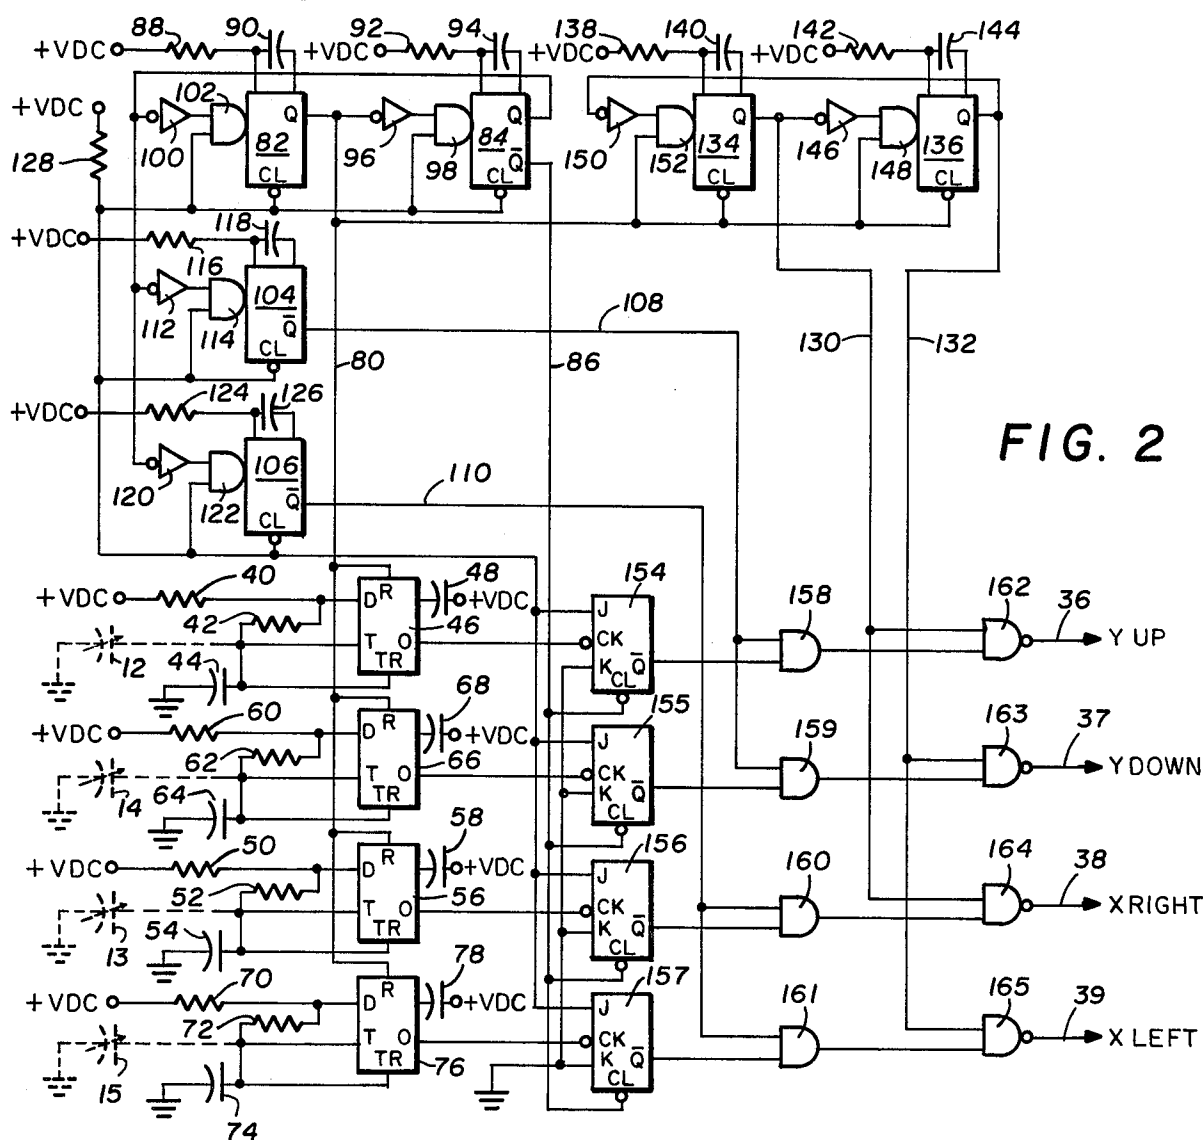 88 90 92 94 138 140 142 144
+VDC +VDC +VDC +VDC
+VDC 102 Q Q Q Q
128 100 82 96 98 84 Q̅ 150 152 134 146 148 136
CL CL CL CL
118
+VDC
116
112 114 104 Q̅ 108
CL 80 86 130 132
124 126
+VDC
FIG. 2
120 122 106 Q̅ 110
CL
40 48 154 158 162 36
+VDC D R +VDC J
42 46 CK Y UP
12 T O K Q̅
44 TR CL
60 68 155 159 163 37
+VDC D R +VDC J
62 66 CK Y DOWN
14 T O K Q̅
64 TR CL
50 58 156 160 164 38
+VDC D R +VDC J
52 56 CK X RIGHT
13 T O K Q̅
54 TR CL
70 78 157 161 165 39
+VDC D R +VDC J
72 T O CK X LEFT
15 TR 76 K Q̅
74 CL